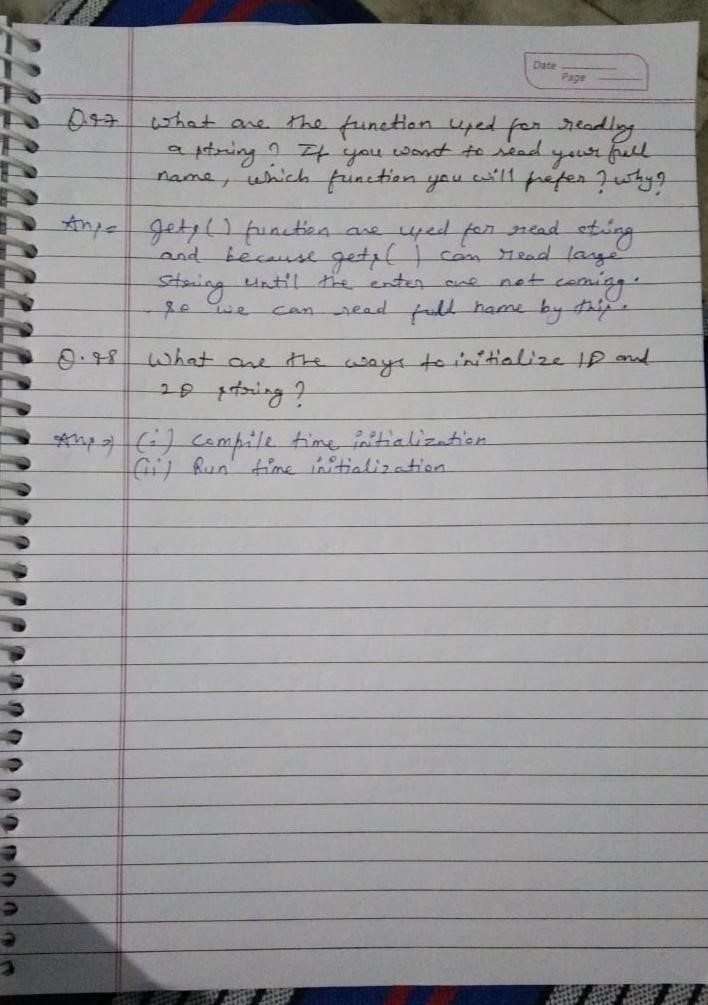 Date
Page
Q.97 What are the function used for reading
a string? If you want to read your full
name, which function you will prefer? why?
Ans= gets() function are used for read string
and because gets( ) can read large
string until the enter are not coming.
so we can read full name by this.
Q.98 What are the ways to initialize 1D and
2D string?
Ans⇒ (i) Compile time initialization
(ii) Run time initialization